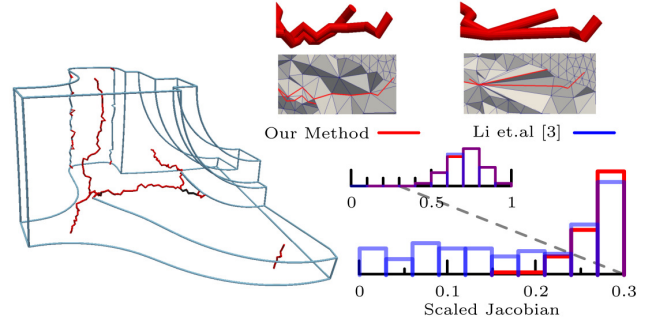 Our Method
Li et.al [3]
0 0.5 1
0 0.1 0.2 0.3
Scaled Jacobian